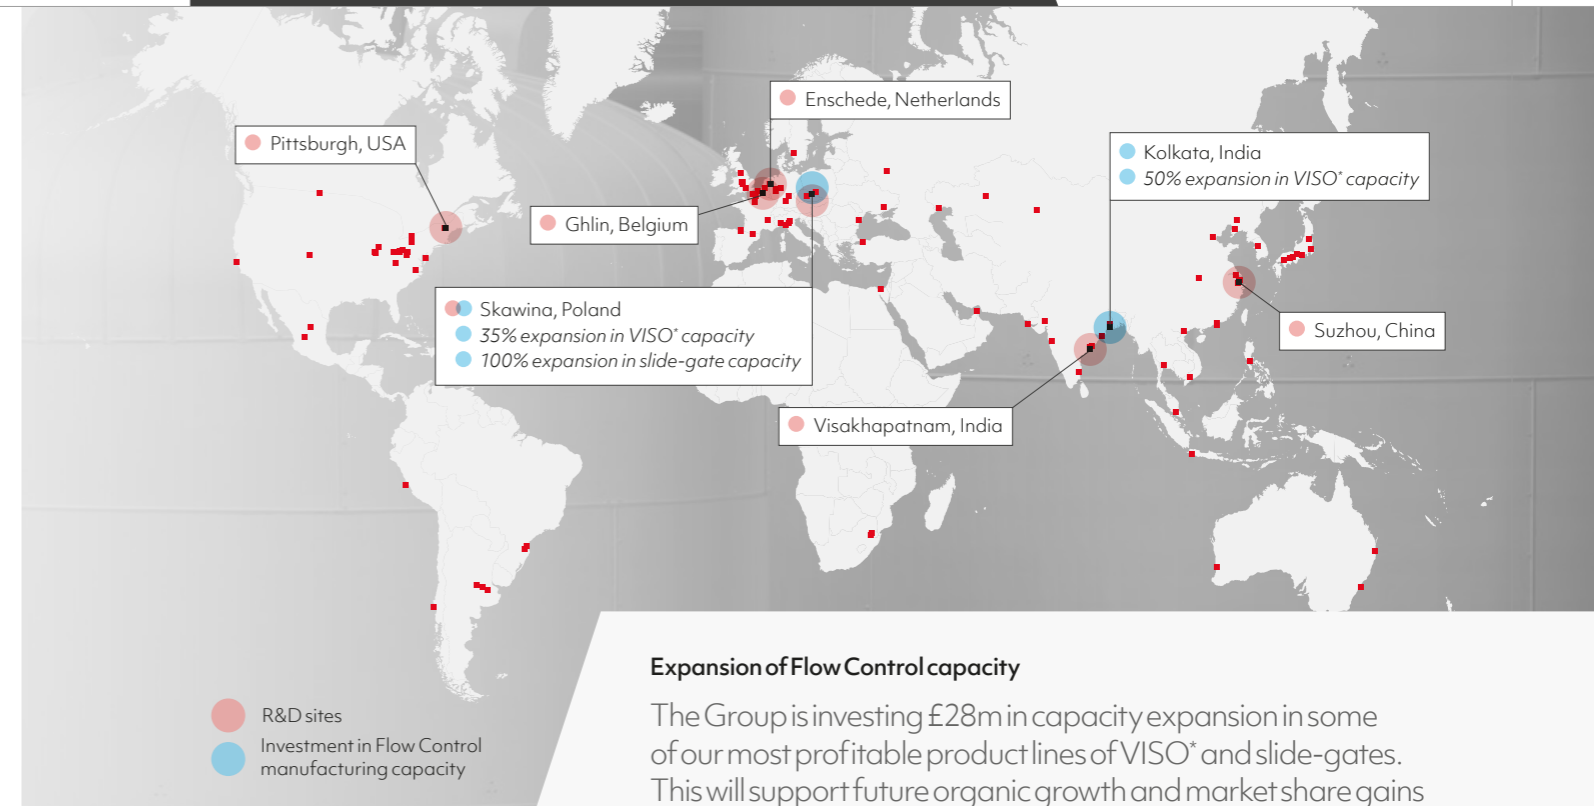 Enschede, Netherlands
Pittsburgh, USA
Kolkata, India
50% expansion in VISO* capacity
Ghlin, Belgium
Skawina, Poland
35% expansion in VISO* capacity
100% expansion in slide-gate capacity
Suzhou, China
Visakhapatnam, India
R&D sites
Investment in Flow Control
manufacturing capacity
Expansion of Flow Control capacity
The Group is investing £28m in capacity expansion in some
of our most profitable product lines of VISO* and slide-gates.
This will support future organic growth and market share gains